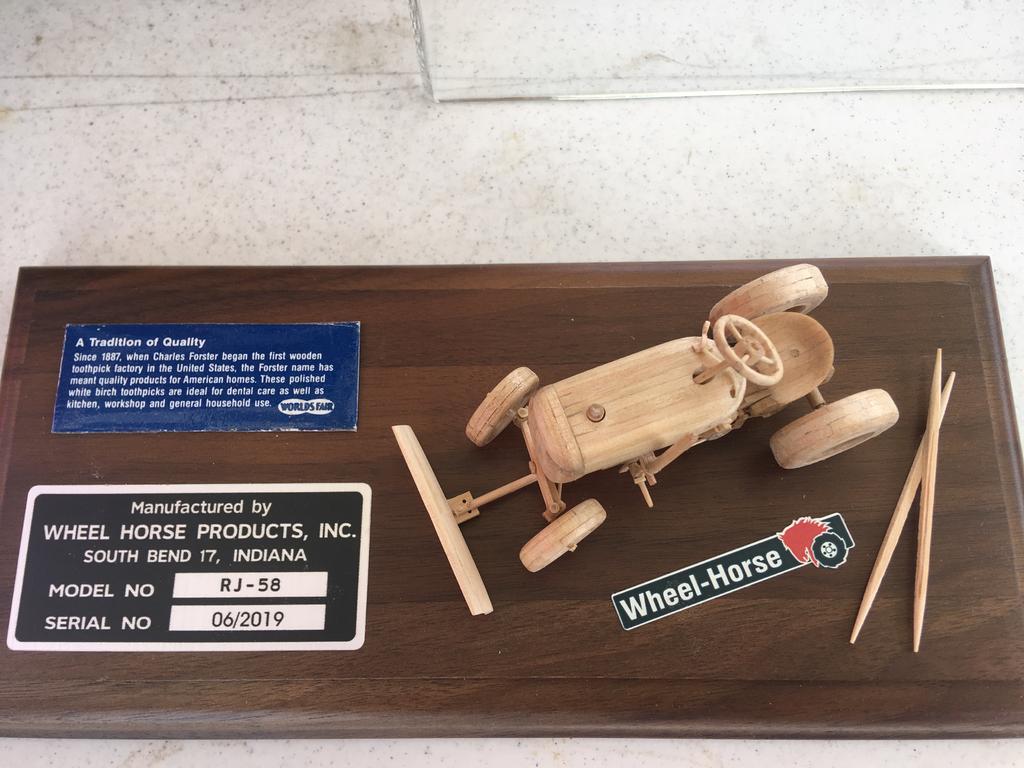 A Tradition of Quality
Since 1887, when Charles Forster began the first wooden
toothpick factory in the United States, the Forster name has
meant quality products for American homes. These polished
white birch toothpicks are ideal for dental care as well as
kitchen, workshop and general household use.
WORLDS FAIR
Manufactured by
WHEEL HORSE PRODUCTS, INC.
SOUTH BEND 17, INDIANA
MODEL NO RJ-58
SERIAL NO 06/2019
Wheel-Horse